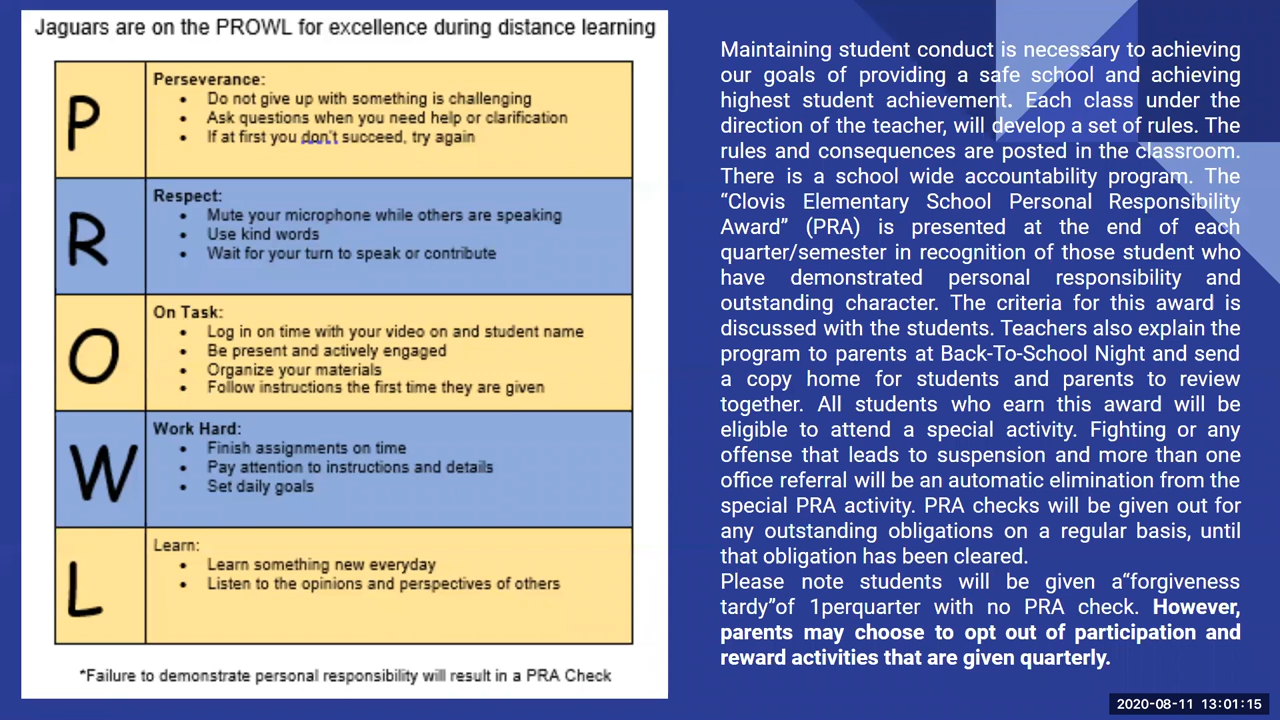 Jaguars are on the PROWL for excellence during distance learning
P
Perseverance:
• Do not give up with something is challenging
• Ask questions when you need help or clarification
• If at first you don't succeed, try again
R
Respect:
• Mute your microphone while others are speaking
• Use kind words
• Wait for your turn to speak or contribute
O
On Task:
• Log in on time with your video on and student name
• Be present and actively engaged
• Organize your materials
• Follow instructions the first time they are given
W
Work Hard:
• Finish assignments on time
• Pay attention to instructions and details
• Set daily goals
L
Learn:
• Learn something new everyday
• Listen to the opinions and perspectives of others
*Failure to demonstrate personal responsibility will result in a PRA Check
Maintaining student conduct is necessary to achieving
our goals of providing a safe school and achieving
highest student achievement. Each class under the
direction of the teacher, will develop a set of rules. The
rules and consequences are posted in the classroom.
There is a school wide accountability program. The
“Clovis Elementary School Personal Responsibility
Award” (PRA) is presented at the end of each
quarter/semester in recognition of those student who
have demonstrated personal responsibility and
outstanding character. The criteria for this award is
discussed with the students. Teachers also explain the
program to parents at Back-To-School Night and send
a copy home for students and parents to review
together. All students who earn this award will be
eligible to attend a special activity. Fighting or any
offense that leads to suspension and more than one
office referral will be an automatic elimination from the
special PRA activity. PRA checks will be given out for
any outstanding obligations on a regular basis, until
that obligation has been cleared.
Please note students will be given a“forgiveness
tardy”of 1perquarter with no PRA check. However,
parents may choose to opt out of participation and
reward activities that are given quarterly.
2020-08-11 13:01:15